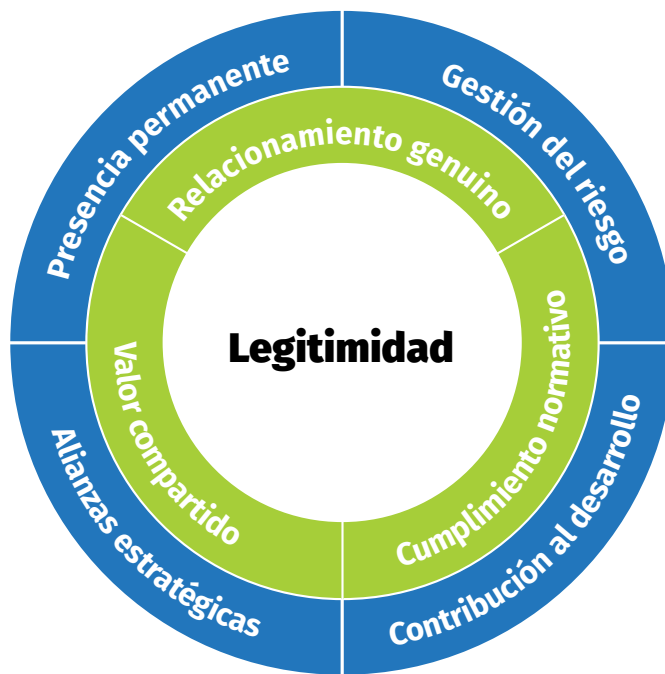 Presencia permanente
Gestión del riesgo
Relacionamiento genuino
Legitimidad
Valor compartido
Cumplimiento normativo
Alianzas estratégicas
Contribución al desarrollo